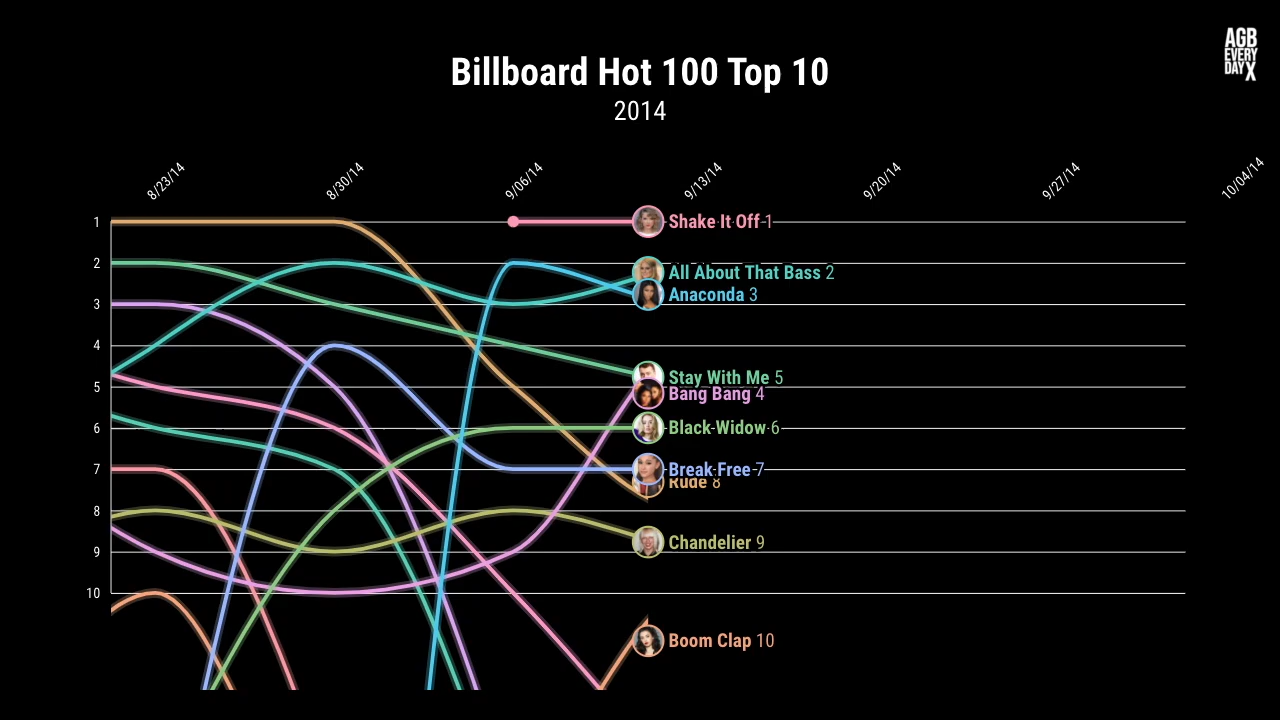 AGB
EVERY
DAY X
Billboard Hot 100 Top 10
2014
8/23/14
8/30/14
9/06/14
9/13/14
9/20/14
9/27/14
10/04/14
1
Shake It Off 1
2
All About That Bass 2
Anaconda 3
3
4
Stay With Me 5
5
Bang Bang 4
6
Black Widow 6
7
Break Free 7
Rude 8
8
Chandelier 9
9
10
Boom Clap 10